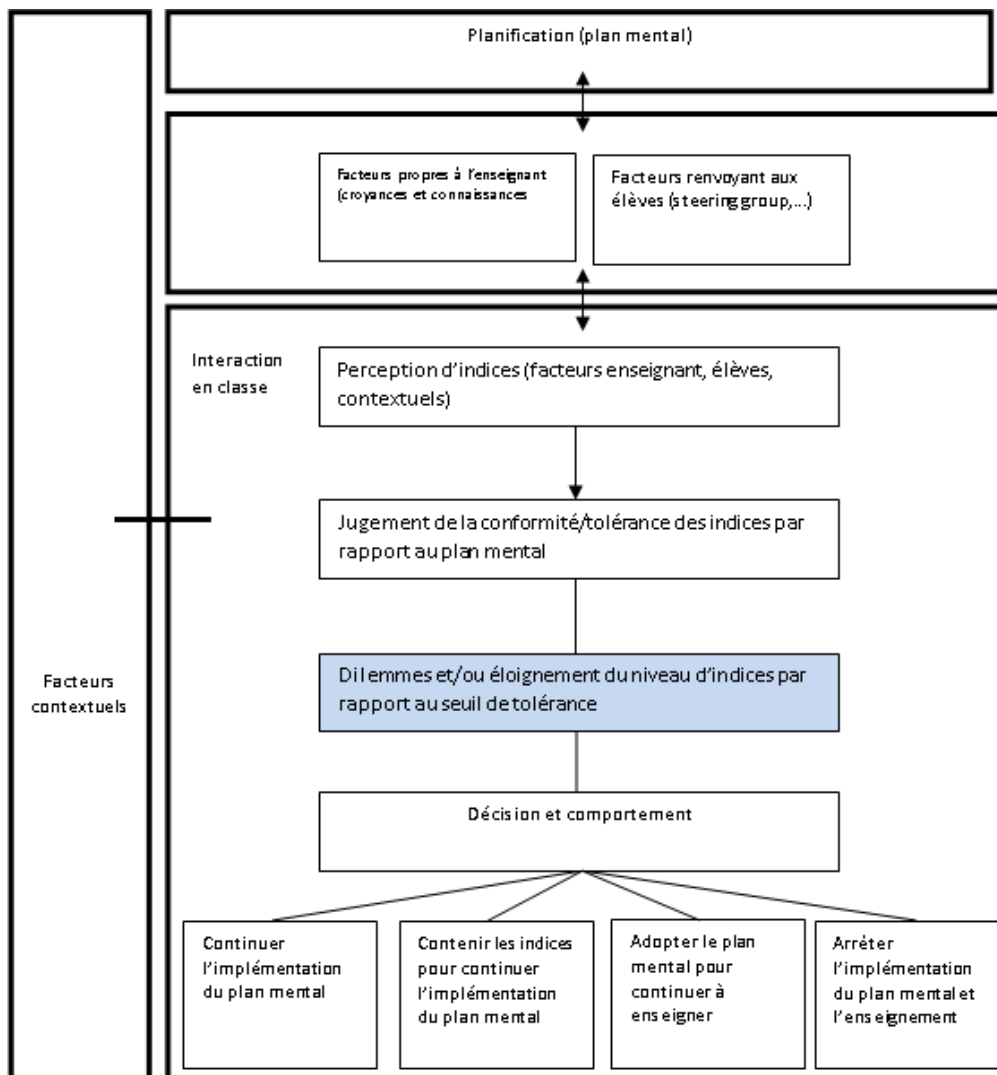 Planification (plan mental)
Facteurs propres à l'enseignant
(croyances et connaissances
Facteurs renvoyant aux
élèves (steering group,...)
Interaction
en classe
Perception d'indices (facteurs enseignant, élèves,
contextuels)
Jugement de la conformité/tolérance des indices par
rapport au plan mental
Dilemmes et/ou éloignement du niveau d'indices par
rapport au seuil de tolérance
Facteurs
contextuels
Décision et comportement
Continuer
l'implémentation
du plan mental
Contenir les indices
pour continuer
l'implémentation
du plan mental
Adopter le plan
mental pour
continuer à
enseigner
Arrêter
l'implémentation
du plan mental et
l'enseignement